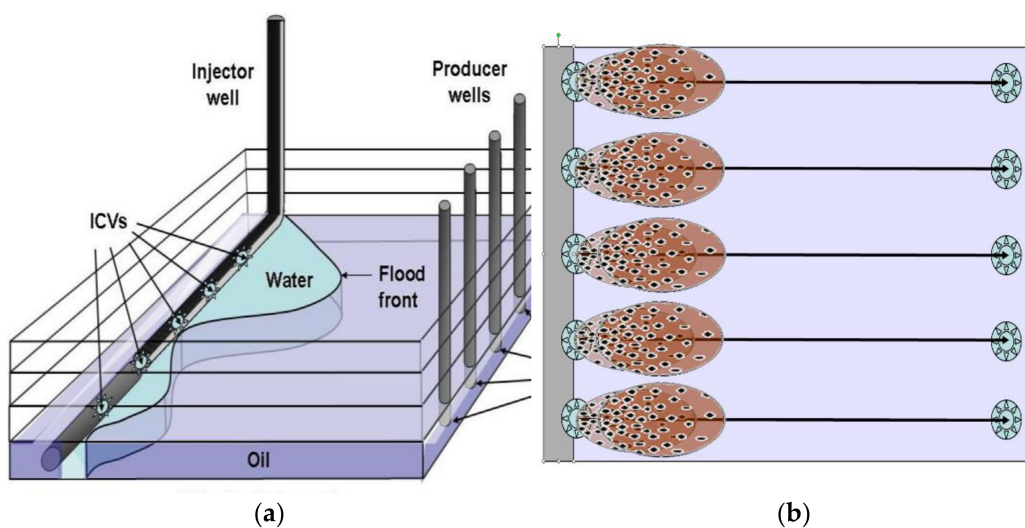 Injector
well
Producer
wells
ICVs
Water
Flood
front
Oil
(a)
(b)